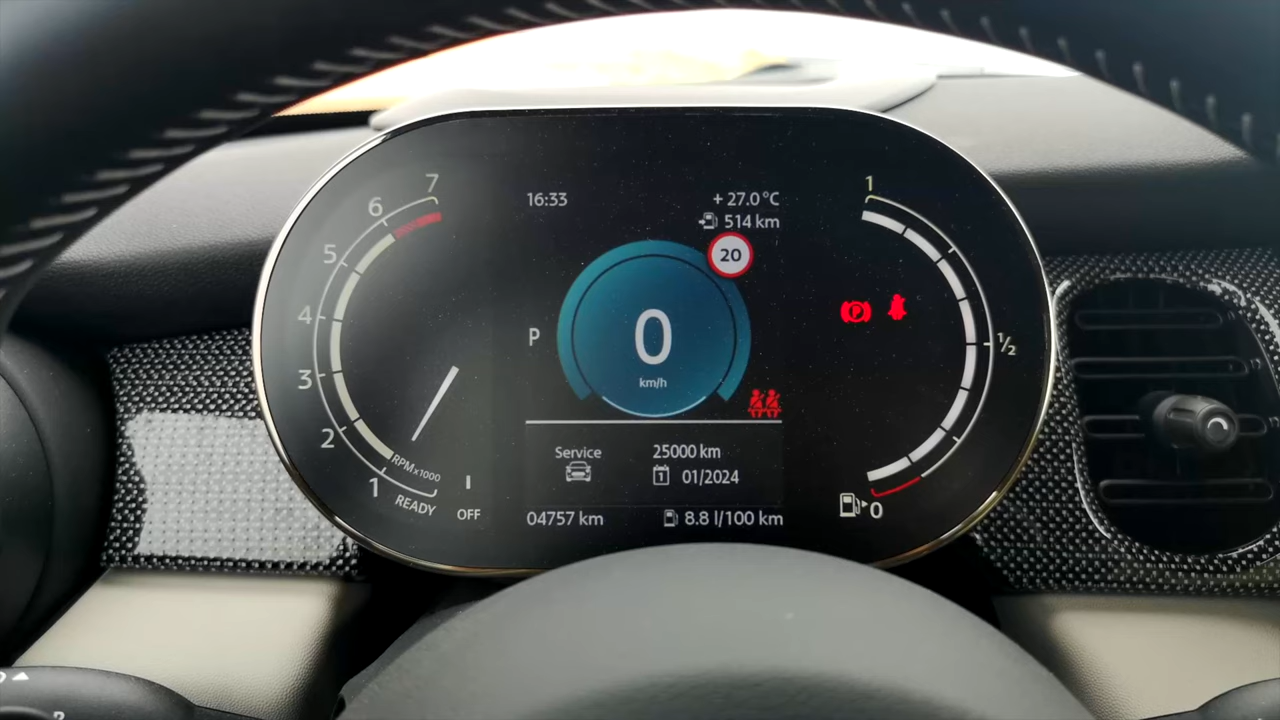 16:33
+ 27.0 °C
514 km
20
7
6
5
4
3
2
1
RPM x1000
READY
OFF
P
0
km/h
1
½
0
P
Service
25000 km
1
01/2024
04757 km
8.8 l/100 km